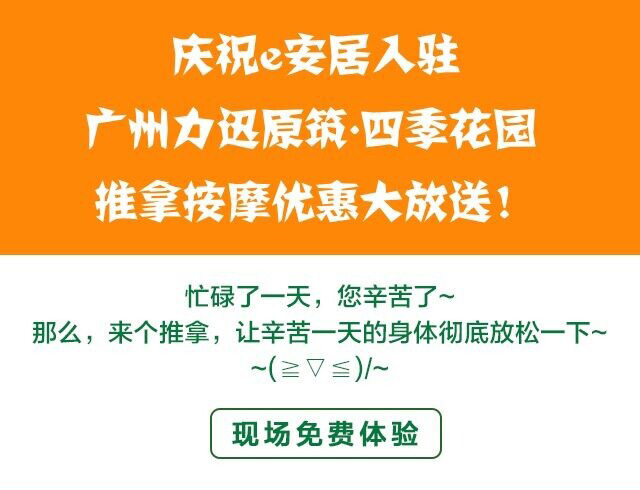 庆祝e安居入驻
广州力迅原筑·四季花园
推拿按摩优惠大放送！
忙碌了一天，您辛苦了~
那么，来个推拿，让辛苦一天的身体彻底放松一下~
~(≧▽≦)/~
现场免费体验